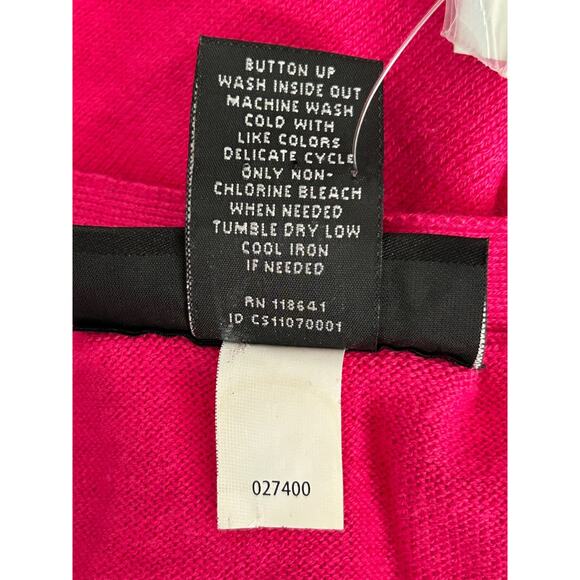 BUTTON UP
WASH INSIDE OUT
MACHINE WASH
COLD WITH
LIKE COLORS
DELICATE CYCLE
ONLY NON-
CHLORINE BLEACH
WHEN NEEDED
TUMBLE DRY LOW
COOL IRON
IF NEEDED
RN 118641
ID CS11070001
027400